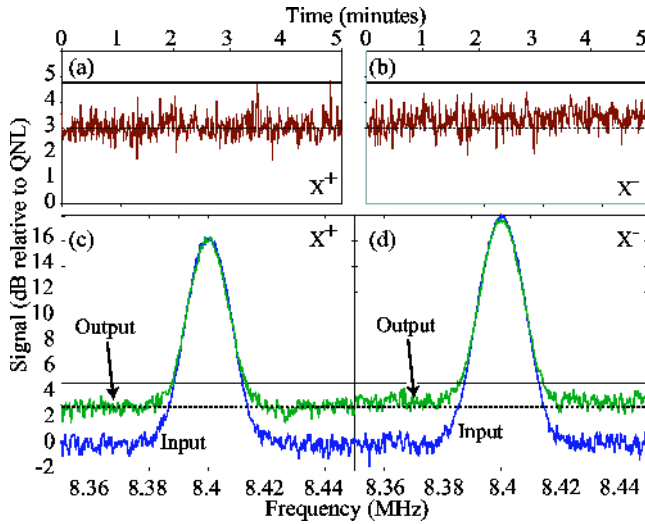 Time (minutes)
0 1 2 3 4 5 0 1 2 3 4 5
(a) (b)
5
4
3
2
1
0
X+ X-
(c) X+ (d) X-
16
14
12
10
8
6
4
2
0
-2
Output Output
Input Input
Signal (dB relative to QNL)
8.36 8.38 8.4 8.42 8.44 8.36 8.38 8.4 8.42 8.44
Frequency (MHz)